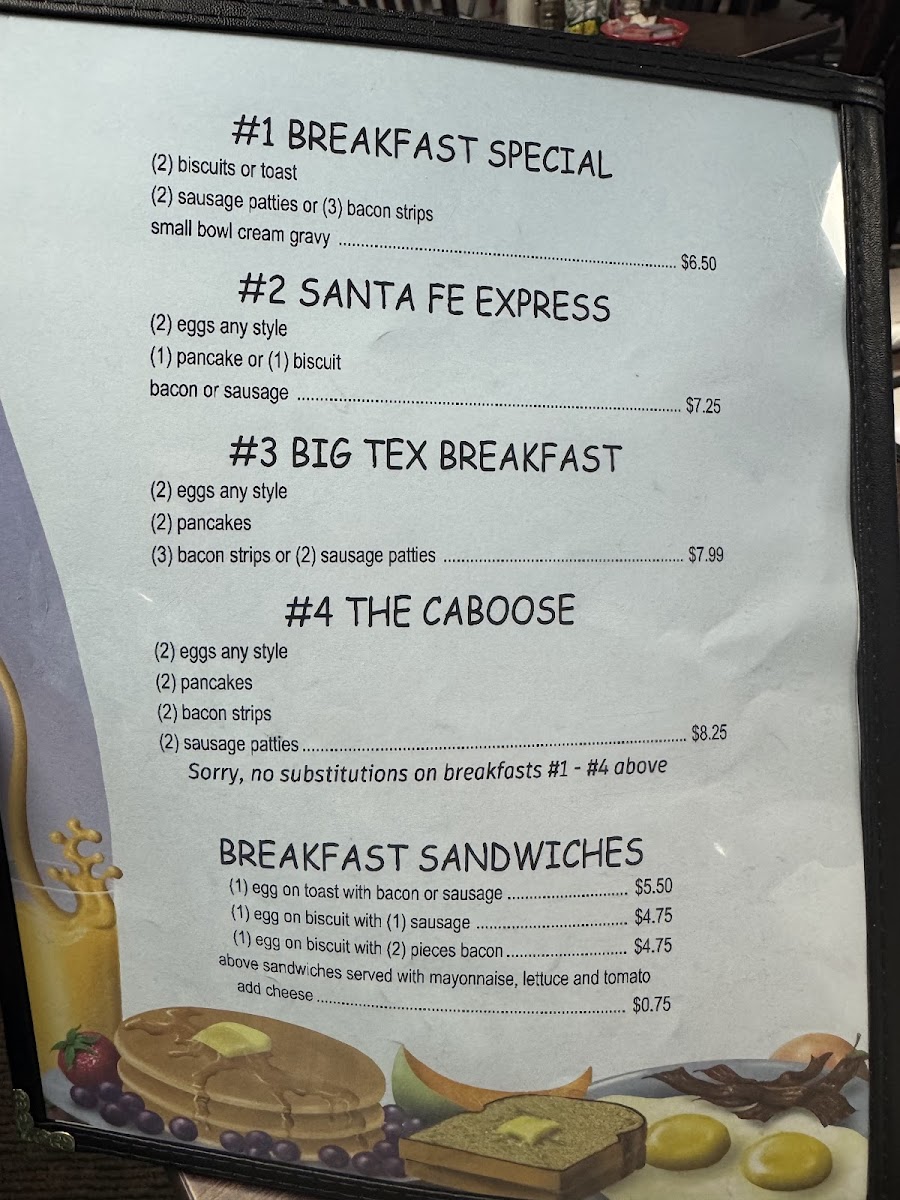 #1 BREAKFAST SPECIAL
(2) biscuits or toast
(2) sausage patties or (3) bacon strips
small bowl cream gravy ........ $6.50
#2 SANTA FE EXPRESS
(2) eggs any style
(1) pancake or (1) biscuit
bacon or sausage ........ $7.25
#3 BIG TEX BREAKFAST
(2) eggs any style
(2) pancakes
(3) bacon strips or (2) sausage patties ........ $7.99
#4 THE CABOOSE
(2) eggs any style
(2) pancakes
(2) bacon strips
(2) sausage patties ........ $8.25
Sorry, no substitutions on breakfasts #1 - #4 above
BREAKFAST SANDWICHES
(1) egg on toast with bacon or sausage ........ $5.50
(1) egg on biscuit with (1) sausage ........ $4.75
(1) egg on biscuit with (2) pieces bacon ........ $4.75
above sandwiches served with mayonnaise, lettuce and tomato
add cheese ........ $0.75